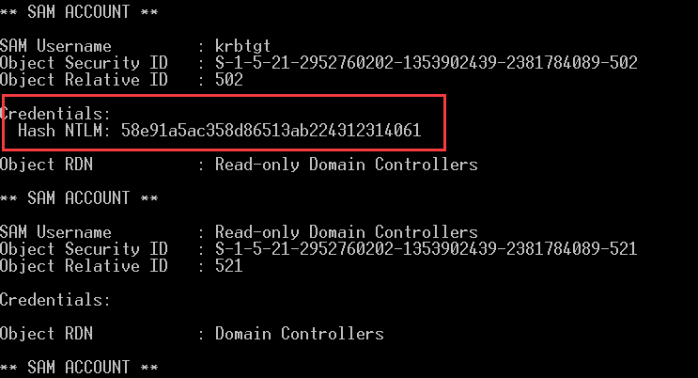 ** SAM ACCOUNT **
SAM Username : krbtgt
Object Security ID : S-1-5-21-2952760202-1353902439-2381784089-502
Object Relative ID : 502
Credentials:
Hash NTLM: 58e91a5ac358d86513ab224312314061
Object RDN : Read-only Domain Controllers
** SAM ACCOUNT **
SAM Username : Read-only Domain Controllers
Object Security ID : S-1-5-21-2952760202-1353902439-2381784089-521
Object Relative ID : 521
Credentials:
Object RDN : Domain Controllers
** SAM ACCOUNT **